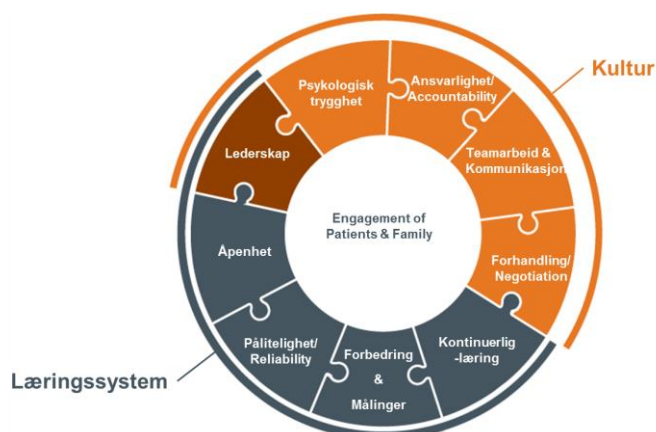 Kultur
Psykologisk
trygghet
Ansvarlighet/
Accountability
Teamarbeid &
Kommunikasjon
Forhandling/
Negotiation
Kontinuerlig
-læring
Forbedring
&
Målinger
Pålitelighet/
Reliability
Åpenhet
Lederskap
Engagement of
Patients & Family
Læringssystem